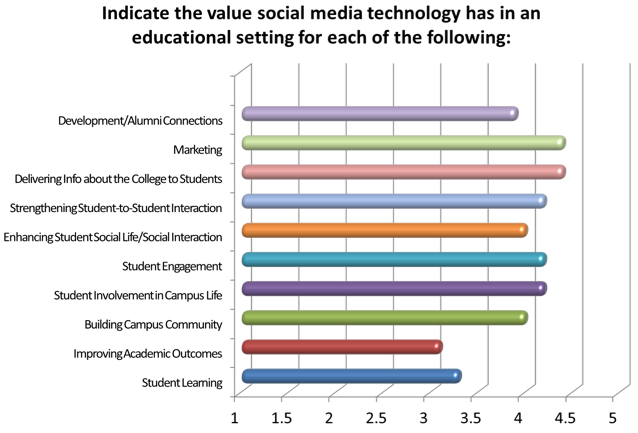 Indicate the value social media technology has in an
educational setting for each of the following:
Development/Alumni Connections
Marketing
Delivering Info about the College to Students
Strengthening Student-to-Student Interaction
Enhancing Student Social Life/Social Interaction
Student Engagement
Student Involvement in Campus Life
Building Campus Community
Improving Academic Outcomes
Student Learning
1 1.5 2 2.5 3 3.5 4 4.5 5